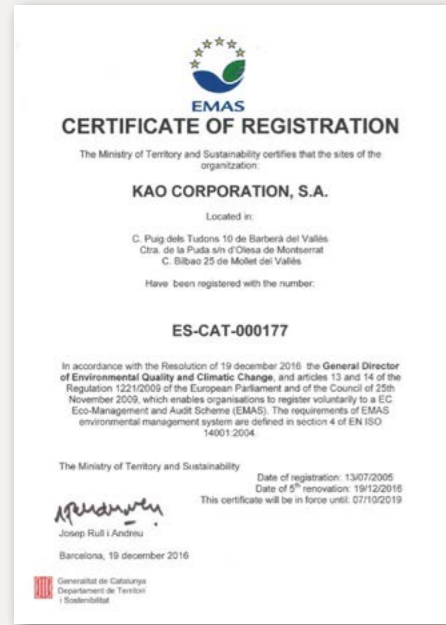 EMAS
CERTIFICATE OF REGISTRATION
The Ministry of Territory and Sustainability certifies that the sites of the
organitzation:
KAO CORPORATION, S.A.
Located in:
C. Puig dels Tudons 10 de Barberà del Vallès
Ctra. de la Puda s/n d'Olesa de Montserrat
C. Bilbao 25 de Mollet del Vallès
Have been registered with the number:
ES-CAT-000177
In accordance with the Resolution of 19 december 2016 the General Director
of Environmental Quality and Climatic Change, and articles 13 and 14 of the
Regulation 1221/2009 of the European Parliament and of the Council of 25th
November 2009, which enables organisations to register voluntarily to a EC
Eco-Management and Audit Scheme (EMAS). The requirements of EMAS
environmental management system are defined in section 4 of EN ISO
14001:2004.
The Ministry of Territory and Sustainability
Date of registration: 13/07/2005
Date of 5th renovation: 19/12/2016
This certificate will be in force until: 07/10/2019
Josep Rull i Andreu
Barcelona, 19 december 2016
Generalitat de Catalunya
Departament de Territori
i Sostenibilitat